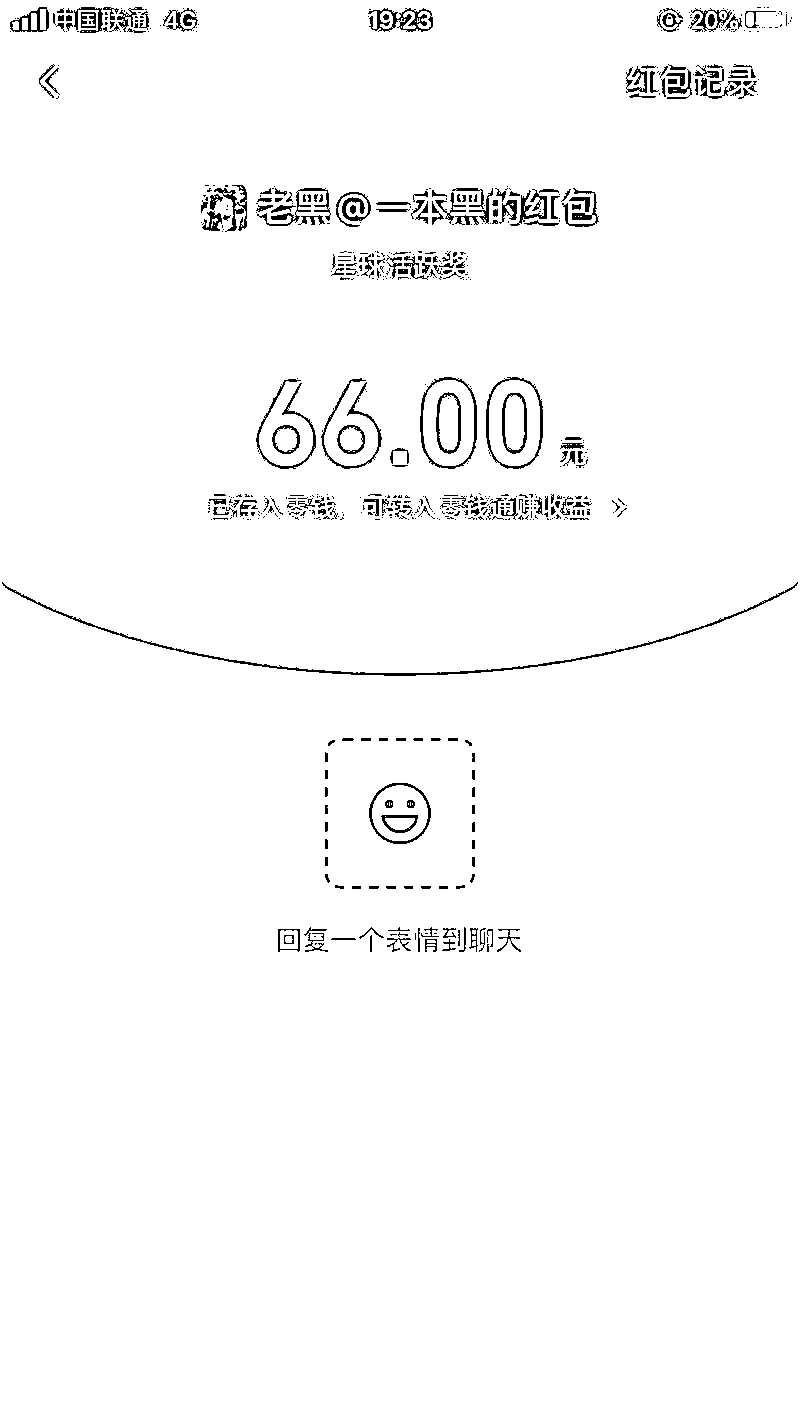 中国联通 4G 19:23 20%
红包记录
老黑@一本黑的红包
星球活跃奖
66.00 元
已存入零钱，可转入零钱通赚收益
回复一个表情到聊天